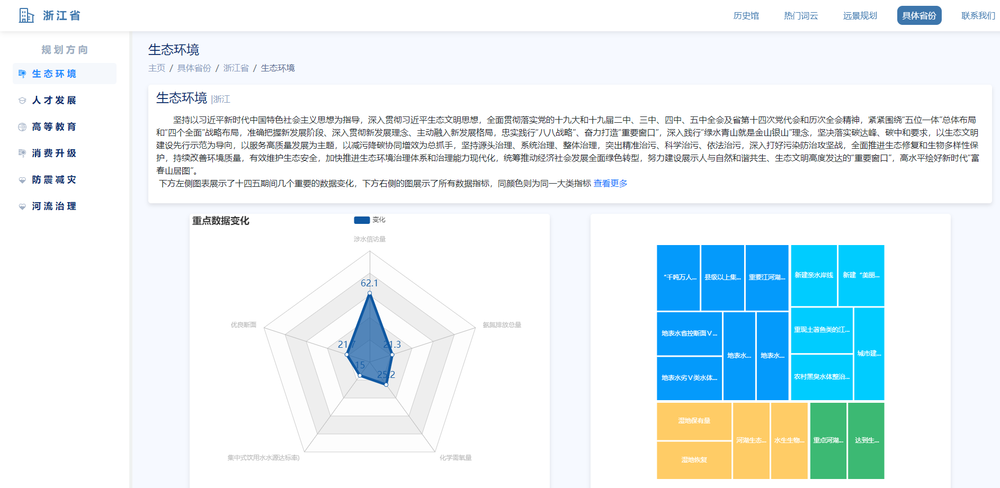 浙江省
历史馆 热门词云 远景规划 具体省份 联系我们
规划方向
生态环境
人才发展
高等教育
消费升级
防震减灾
河流治理
生态环境
主页 / 具体省份 / 浙江省 / 生态环境
生态环境 |浙江
坚持以习近平新时代中国特色社会主义思想为指导，深入贯彻习近平生态文明思想，全面贯彻落实党的十九大和十九届二中、三中、四中、五中全会及省第十四次党代会和历次全会精神，紧紧围绕“五位一体”总体布局
和“四个全面”战略布局，准确把握新发展阶段、深入贯彻新发展理念、主动融入新发展格局，忠实践行“八八战略”、奋力打造“重要窗口”，深入践行“绿水青山就是金山银山”理念，坚决落实碳达峰、碳中和要求，以生态文明
建设先行示范为导向，以服务高质量发展为主题，以减污降碳协同增效为总抓手，坚持源头治理、系统治理、整体治理，突出精准治污、科学治污、依法治污，深入打好污染防治攻坚战，全面推进生态修复和生物多样性保
护，持续改善环境质量，有效维护生态安全，加快推进生态环境治理体系和治理能力现代化，统筹推动经济社会发展全面绿色转型，努力建设展示人与自然和谐共生、生态文明高度发达的“重要窗口”，高水平绘好新时代“富
春山居图”。
下方左侧图表展示了十四五期间几个重要的数据变化，下方右侧的图展示了所有数据指标，同颜色则为同一大类指标 查看更多
重点数据变化
变化
涉水信访量
62.1
优良断面
氨氮排放总量
21.7
21.3
15
25.2
集中式饮用水水源达标率)
化学需氧量
“千吨万人...
县级以上集...
重要江河湖...
新建亲水岸线
新建“美丽...
地表水省控断面Ⅴ...
地表水...
地表水...
重现土著鱼类的江...
城市建...
地表水劣Ⅴ类水体...
农村黑臭水体整治...
湿地保有量
河湖生态...
水生生物...
重点河湖...
达到生...
湿地恢复